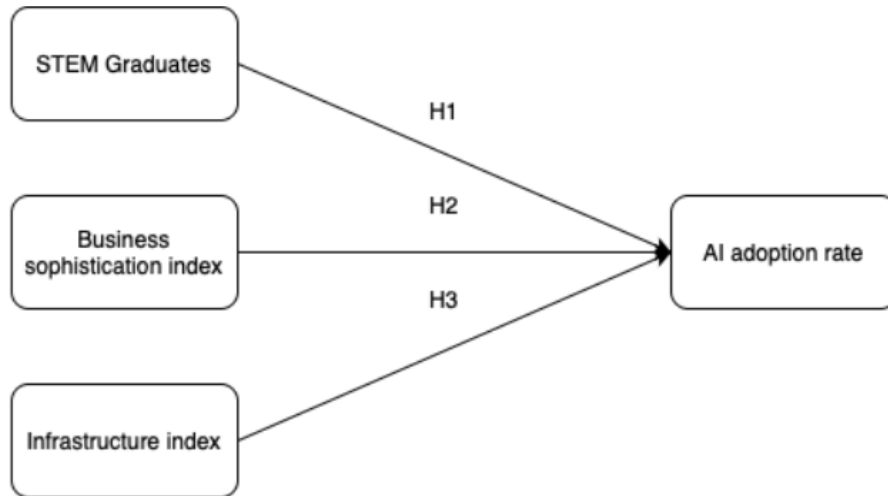 STEM Graduates
H1
H2
Business
sophistication index
AI adoption rate
H3
Infrastructure index